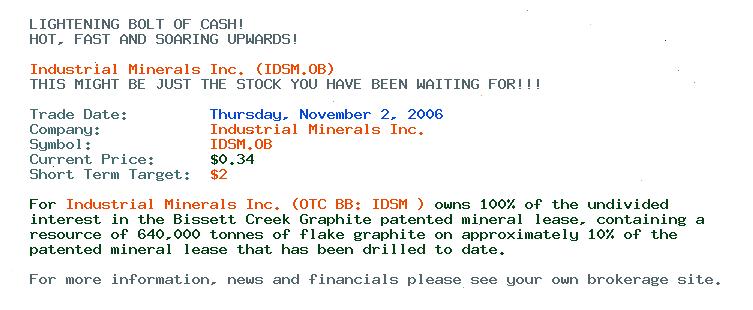 LIGHTENING BOLT OF CASH!
HOT, FAST AND SOARING UPWARDS!
Industrial Minerals Inc. (IDSM.OB)
THIS MIGHT BE JUST THE STOCK YOU HAVE BEEN WAITING FOR!!!
Trade Date: Thursday, November 2, 2006
Company: Industrial Minerals Inc.
Symbol: IDSM.OB
Current Price: $0.34
Short Term Target: $2
For Industrial Minerals Inc. (OTC BB: IDSM ) owns 100% of the undivided
interest in the Bissett Creek Graphite patented mineral lease, containing a
resource of 640,000 tonnes of flake graphite on approximately 10% of the
patented mineral lease that has been drilled to date.
For more information, news and financials please see your own brokerage site.